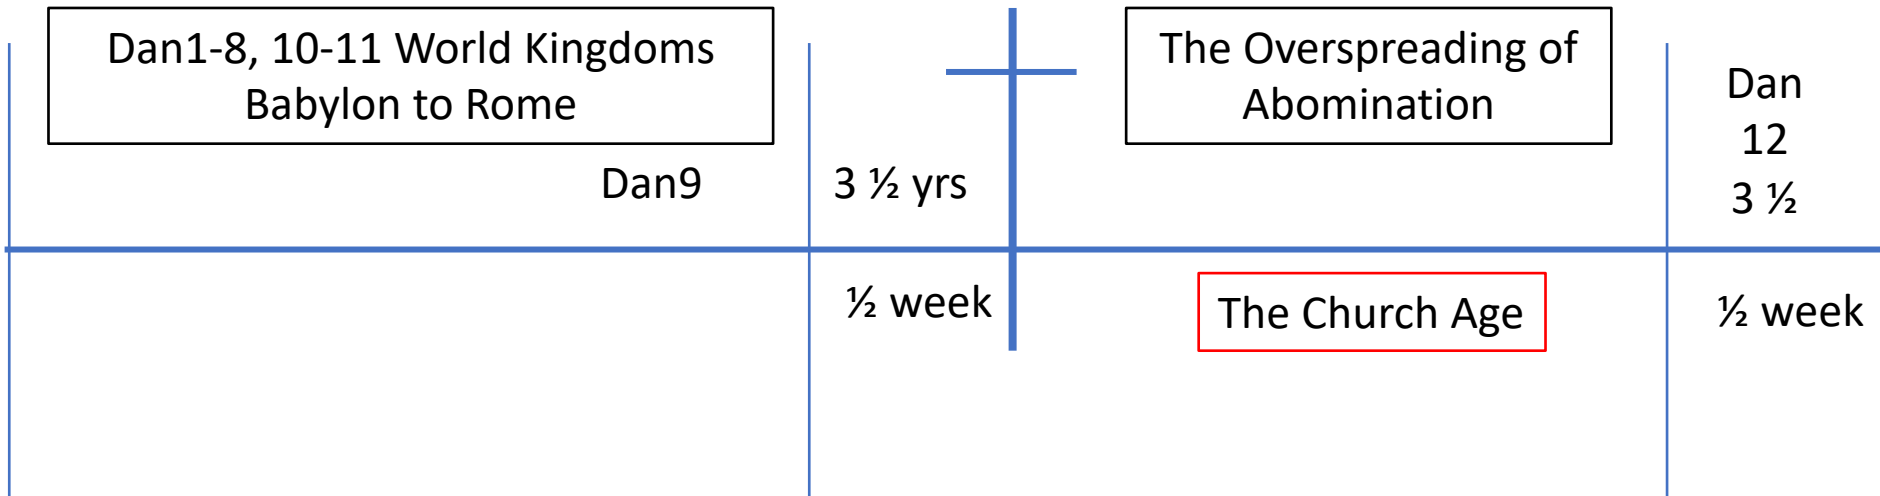 Dan1-8, 10-11 World Kingdoms
Babylon to Rome
Dan9
3 ½ yrs
½ week
The Overspreading of
Abomination
The Church Age
Dan
12
3 ½
½ week